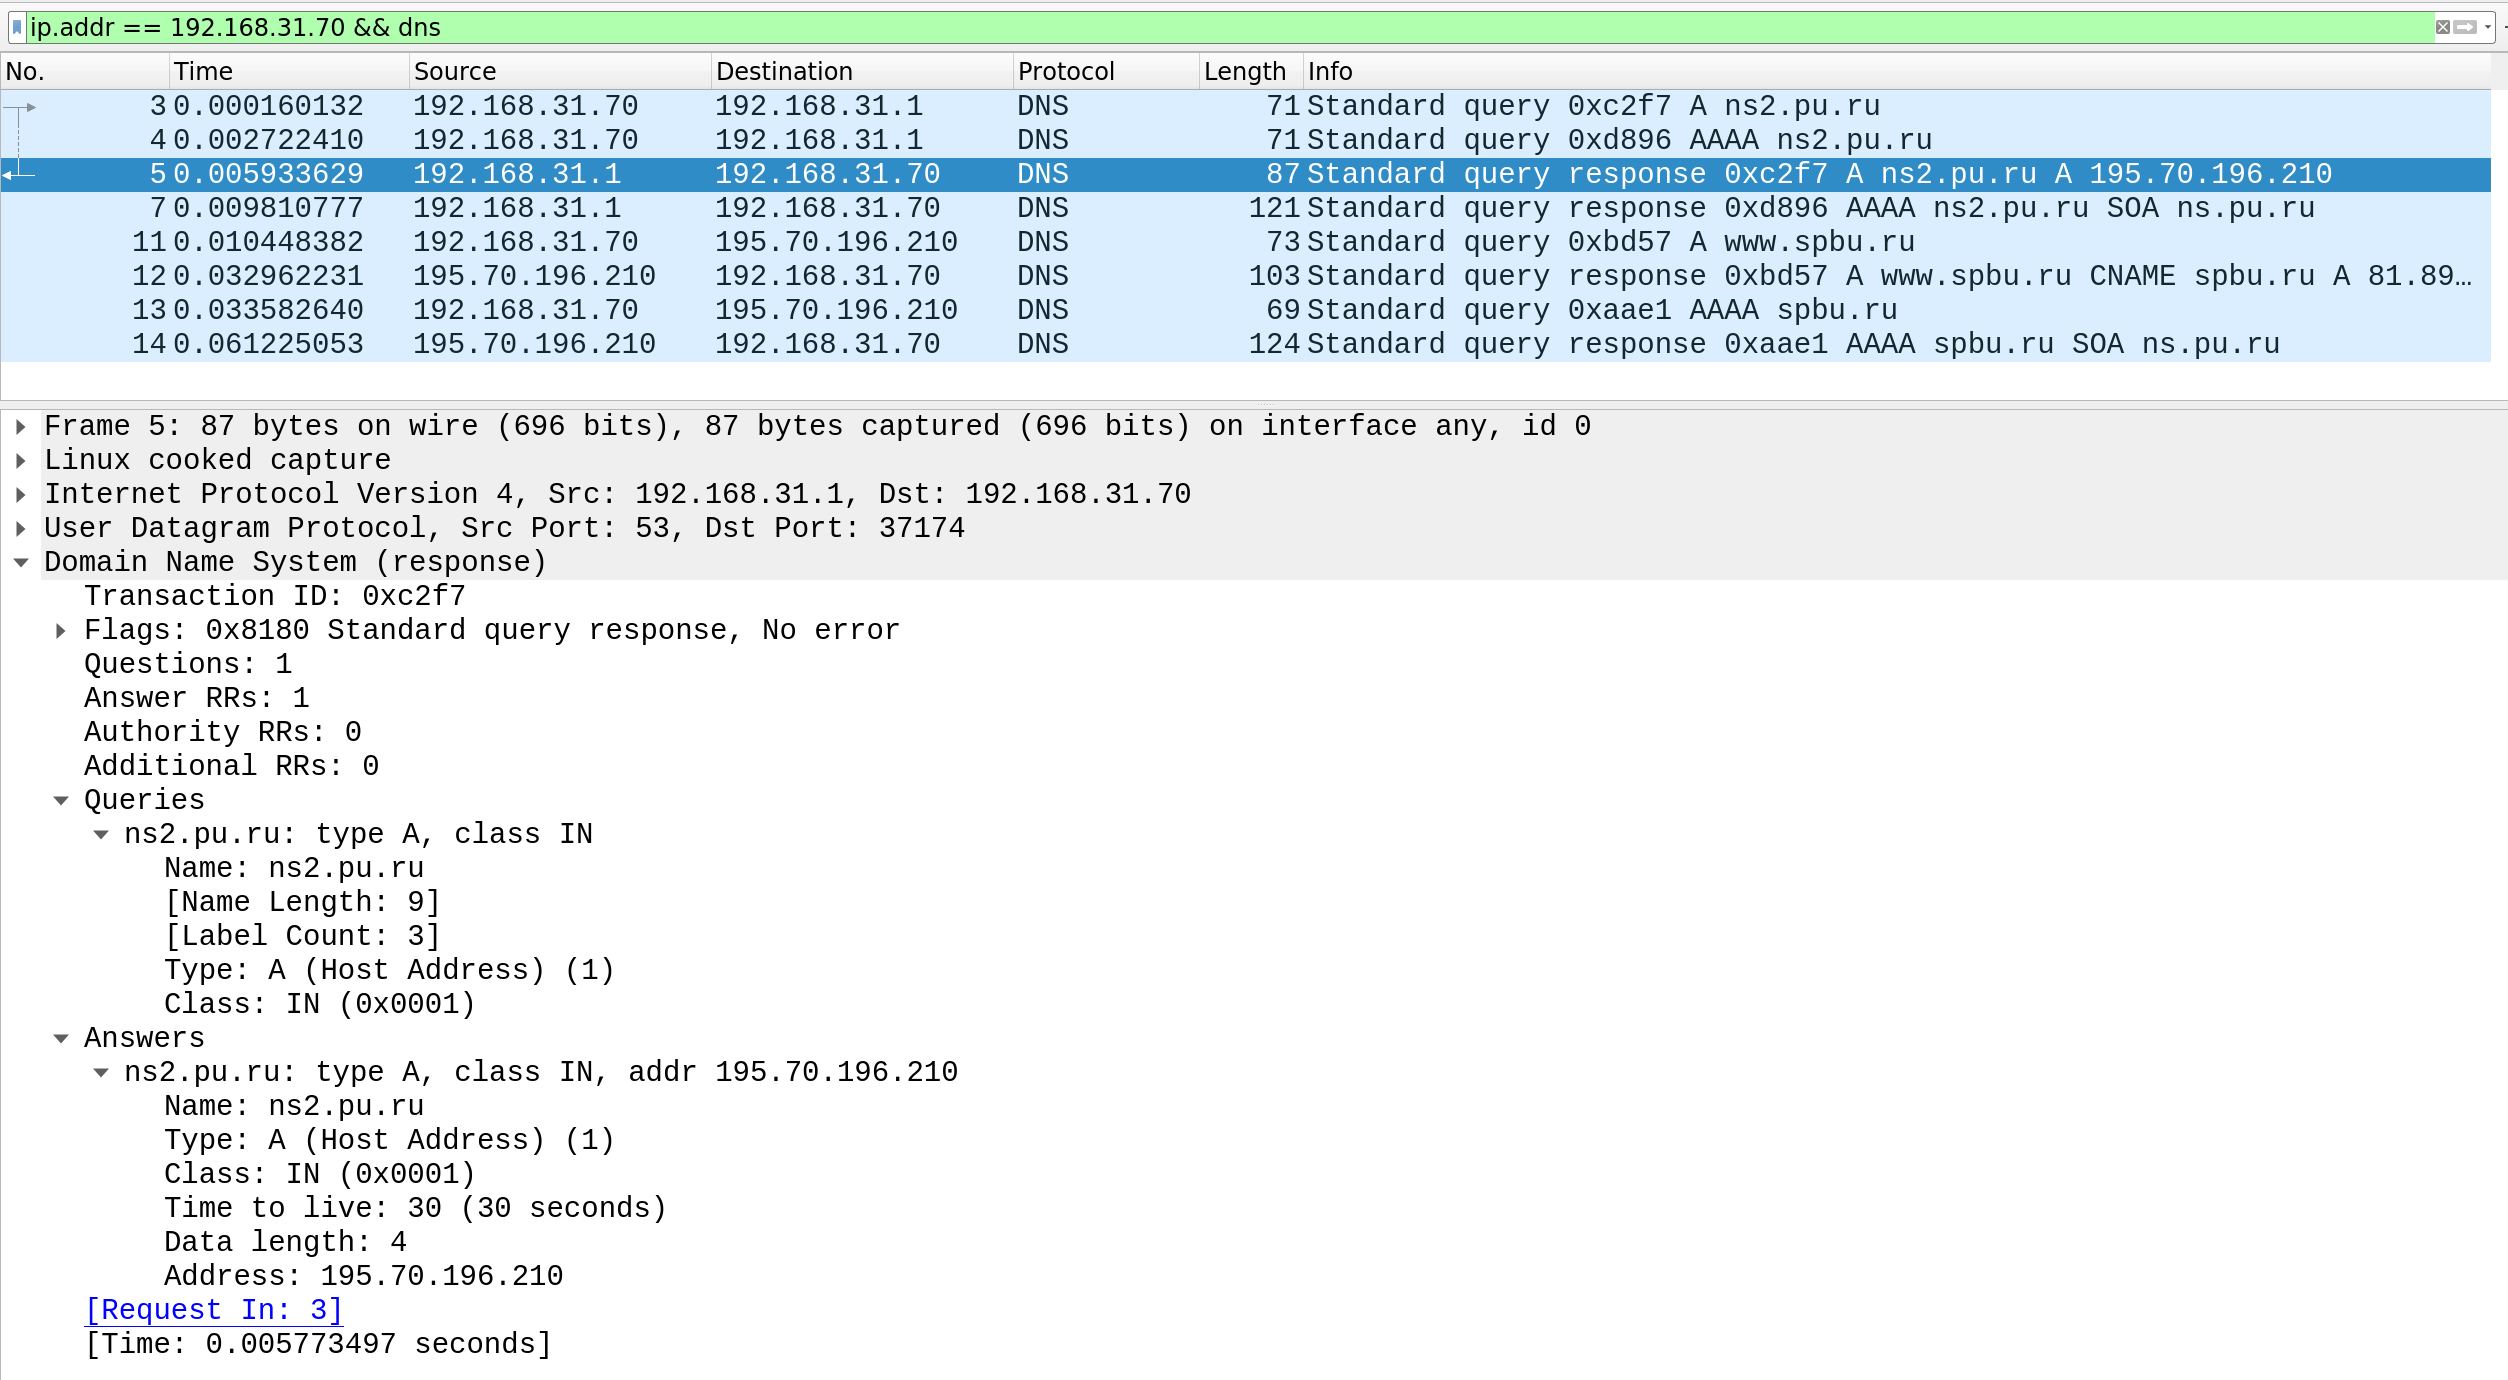 ip.addr == 192.168.31.70 && dns
No. Time Source Destination Protocol Length Info
3 0.000160132 192.168.31.70 192.168.31.1 DNS 71 Standard query 0xc2f7 A ns2.pu.ru
4 0.002722410 192.168.31.70 192.168.31.1 DNS 71 Standard query 0xd896 AAAA ns2.pu.ru
5 0.005933629 192.168.31.1 192.168.31.70 DNS 87 Standard query response 0xc2f7 A ns2.pu.ru A 195.70.196.210
7 0.009810777 192.168.31.1 192.168.31.70 DNS 121 Standard query response 0xd896 AAAA ns2.pu.ru SOA ns.pu.ru
11 0.010448382 192.168.31.70 195.70.196.210 DNS 73 Standard query 0xbd57 A www.spbu.ru
12 0.032962231 195.70.196.210 192.168.31.70 DNS 103 Standard query response 0xbd57 A www.spbu.ru CNAME spbu.ru A 81.89…
13 0.033582640 192.168.31.70 195.70.196.210 DNS 69 Standard query 0xaae1 AAAA spbu.ru
14 0.061225053 195.70.196.210 192.168.31.70 DNS 124 Standard query response 0xaae1 AAAA spbu.ru SOA ns.pu.ru
Frame 5: 87 bytes on wire (696 bits), 87 bytes captured (696 bits) on interface any, id 0
Linux cooked capture
Internet Protocol Version 4, Src: 192.168.31.1, Dst: 192.168.31.70
User Datagram Protocol, Src Port: 53, Dst Port: 37174
Domain Name System (response)
Transaction ID: 0xc2f7
Flags: 0x8180 Standard query response, No error
Questions: 1
Answer RRs: 1
Authority RRs: 0
Additional RRs: 0
Queries
ns2.pu.ru: type A, class IN
Name: ns2.pu.ru
[Name Length: 9]
[Label Count: 3]
Type: A (Host Address) (1)
Class: IN (0x0001)
Answers
ns2.pu.ru: type A, class IN, addr 195.70.196.210
Name: ns2.pu.ru
Type: A (Host Address) (1)
Class: IN (0x0001)
Time to live: 30 (30 seconds)
Data length: 4
Address: 195.70.196.210
[Request In: 3]
[Time: 0.005773497 seconds]